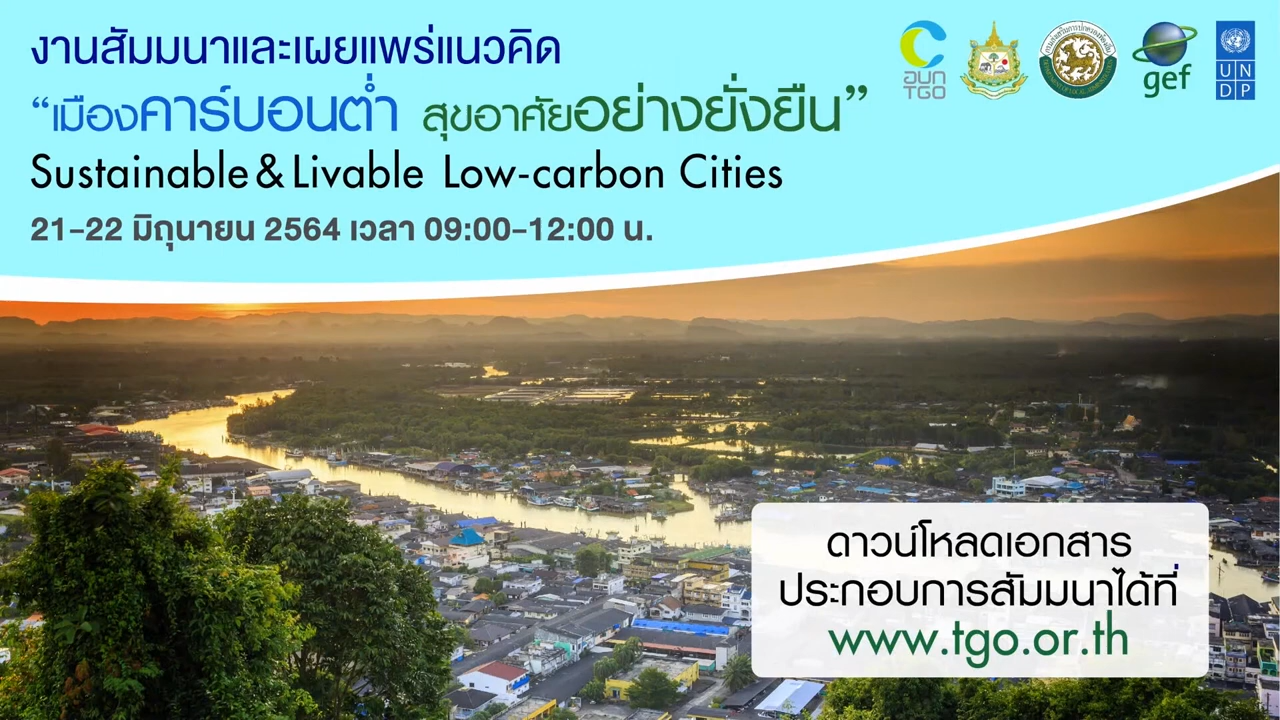 งานสัมมนาและเผยแพร่แนวคิด
“เมืองคาร์บอนต่ำ สุขอาศัยอย่างยั่งยืน”
Sustainable & Livable Low-carbon Cities
21-22 มิถุนายน 2564 เวลา 09:00-12:00 น.
อบก
TGO
gef
U N
D P
ดาวน์โหลดเอกสาร
ประกอบการสัมมนาได้ที่
www.tgo.or.th